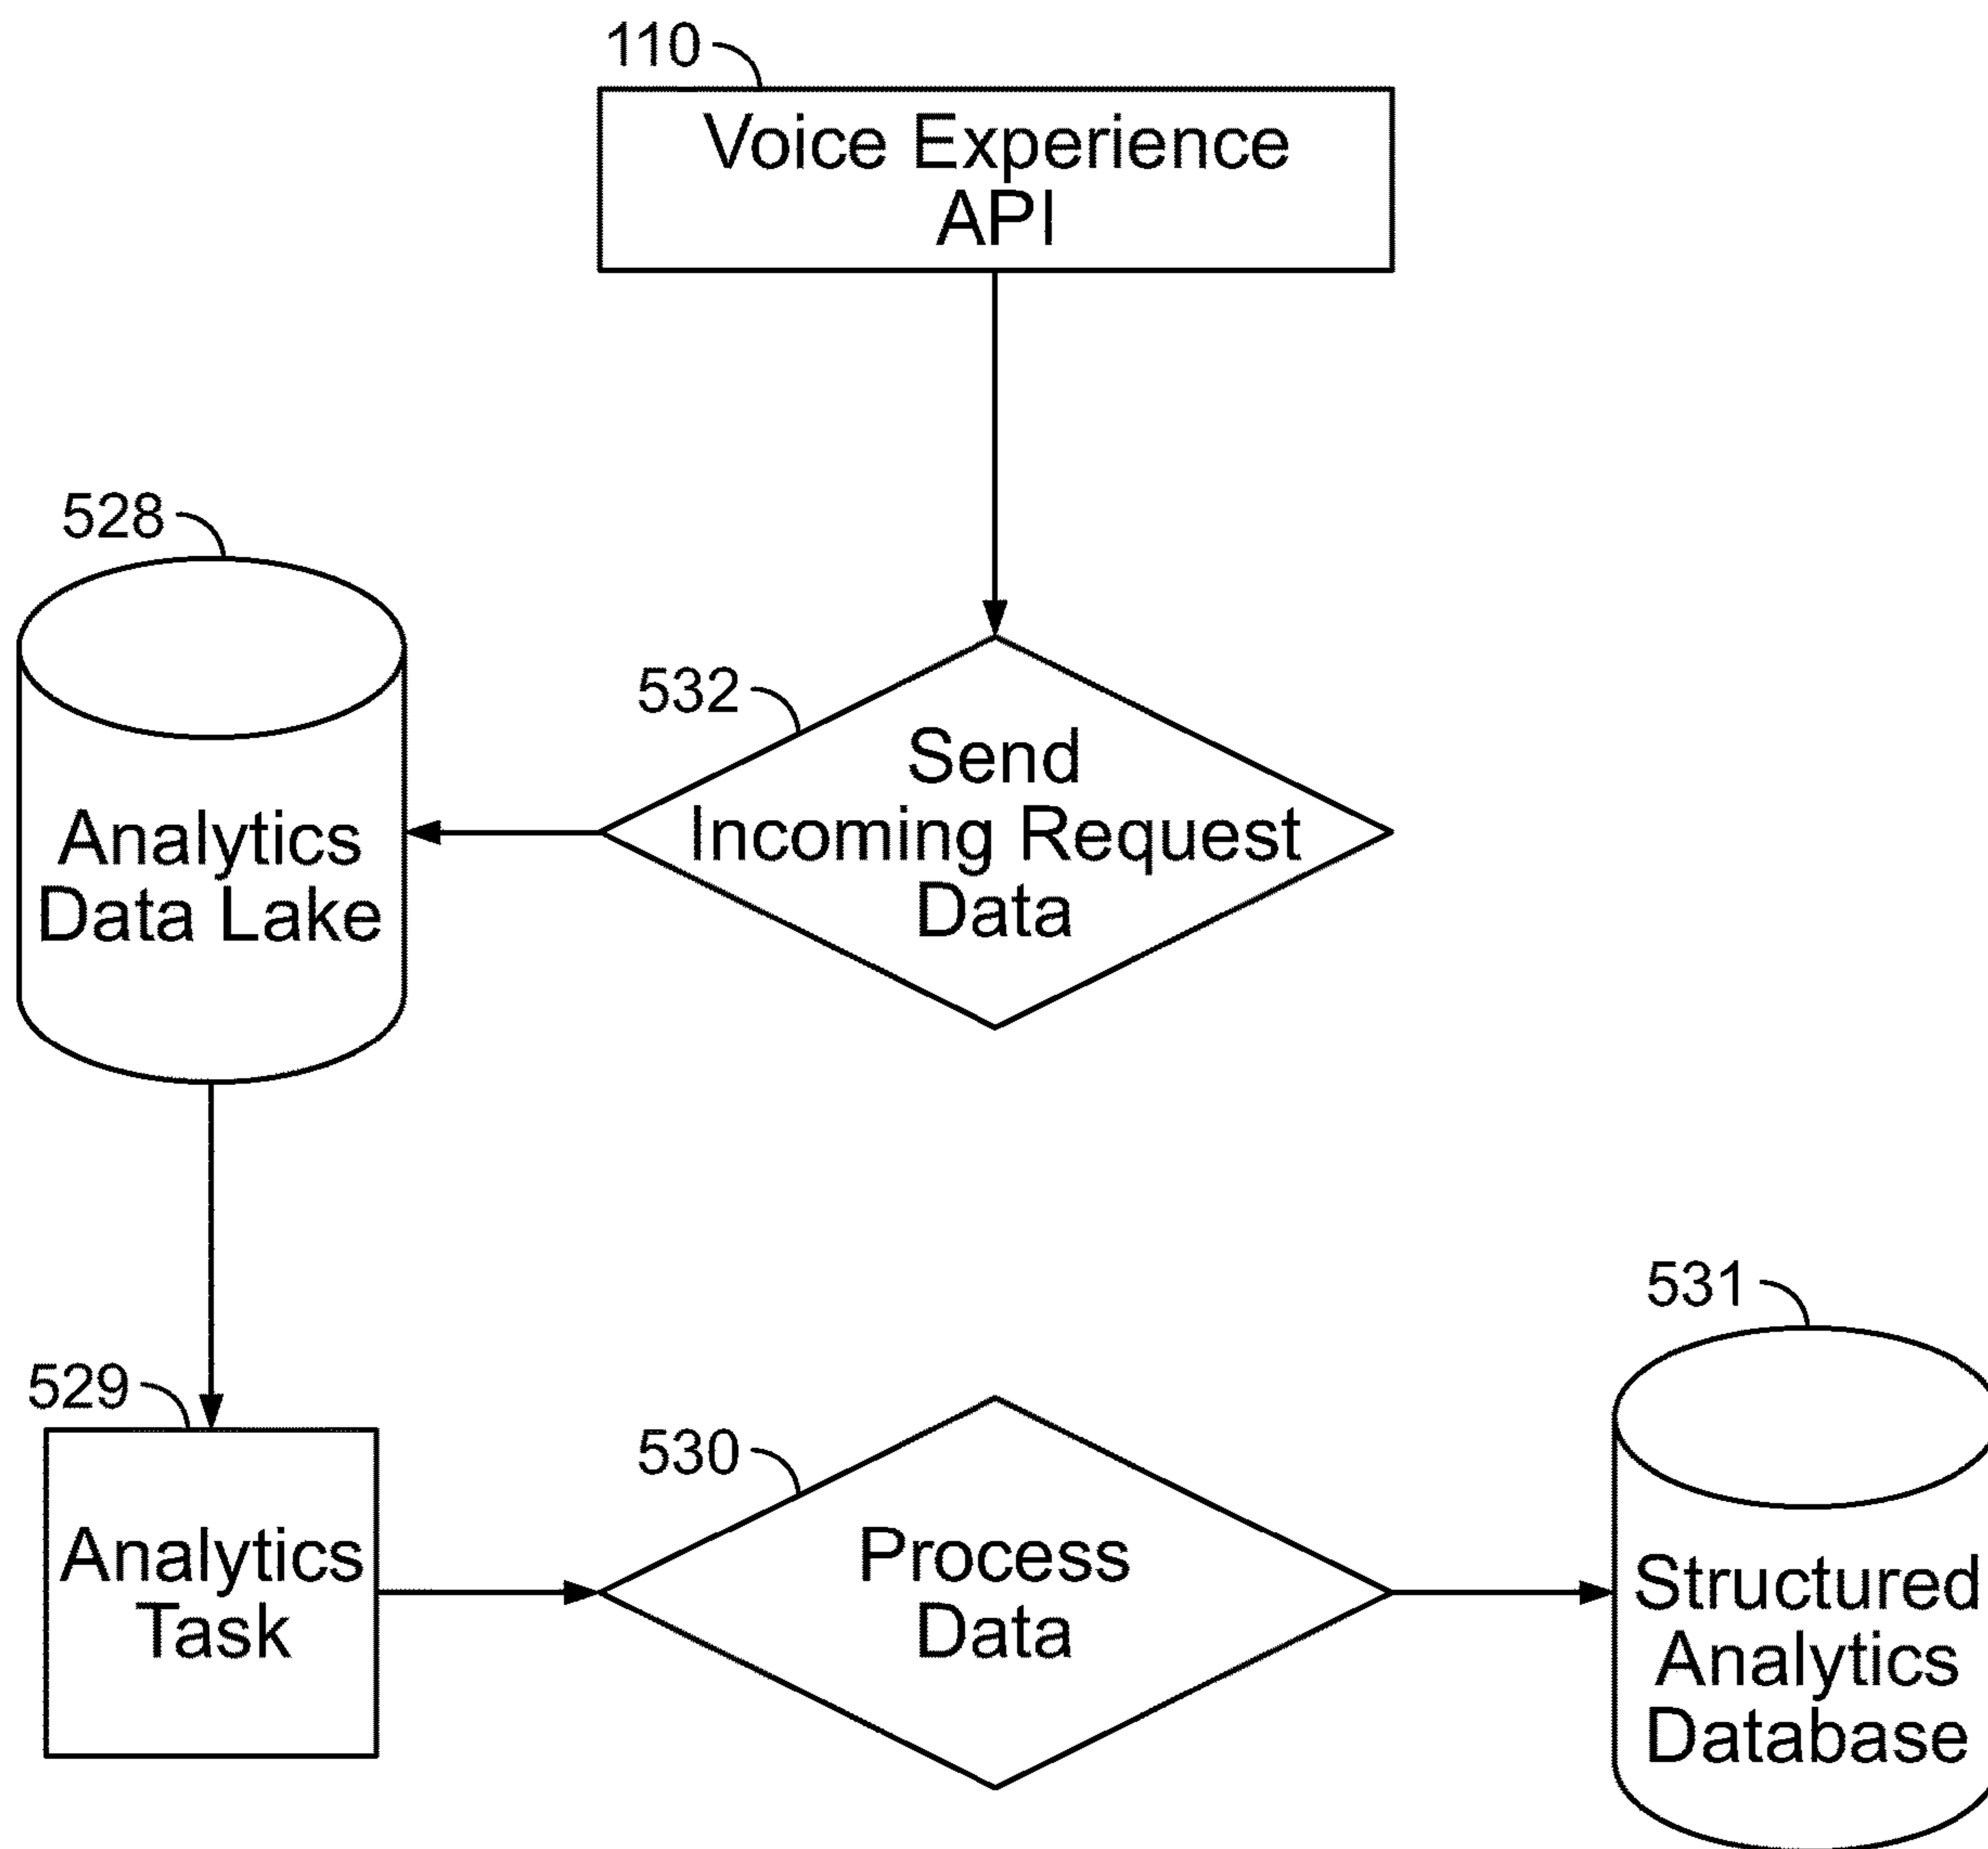 110
Voice Experience
API
528
532
Send
Incoming Request
Data
Analytics
Data Lake
531
529
530
Analytics
Task
Process
Data
Structured
Analytics
Database